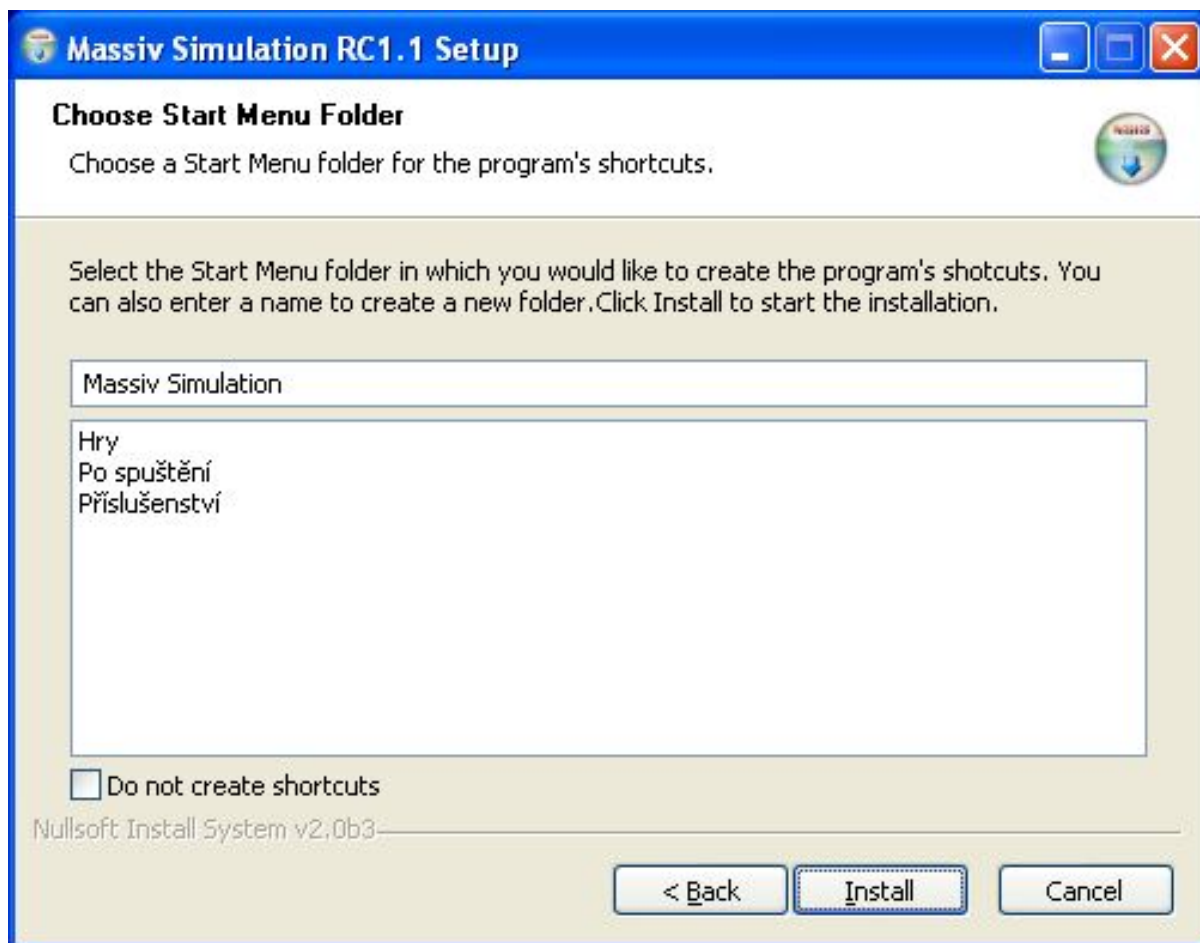 Massiv Simulation RC1.1 Setup
Choose Start Menu Folder
Choose a Start Menu folder for the program's shortcuts.
Select the Start Menu folder in which you would like to create the program's shotcuts. You
can also enter a name to create a new folder.Click Install to start the installation.
Massiv Simulation
Hry
Po spuštění
Příslušenství
Do not create shortcuts
Nullsoft Install System v2.0b3
< Back
Install
Cancel